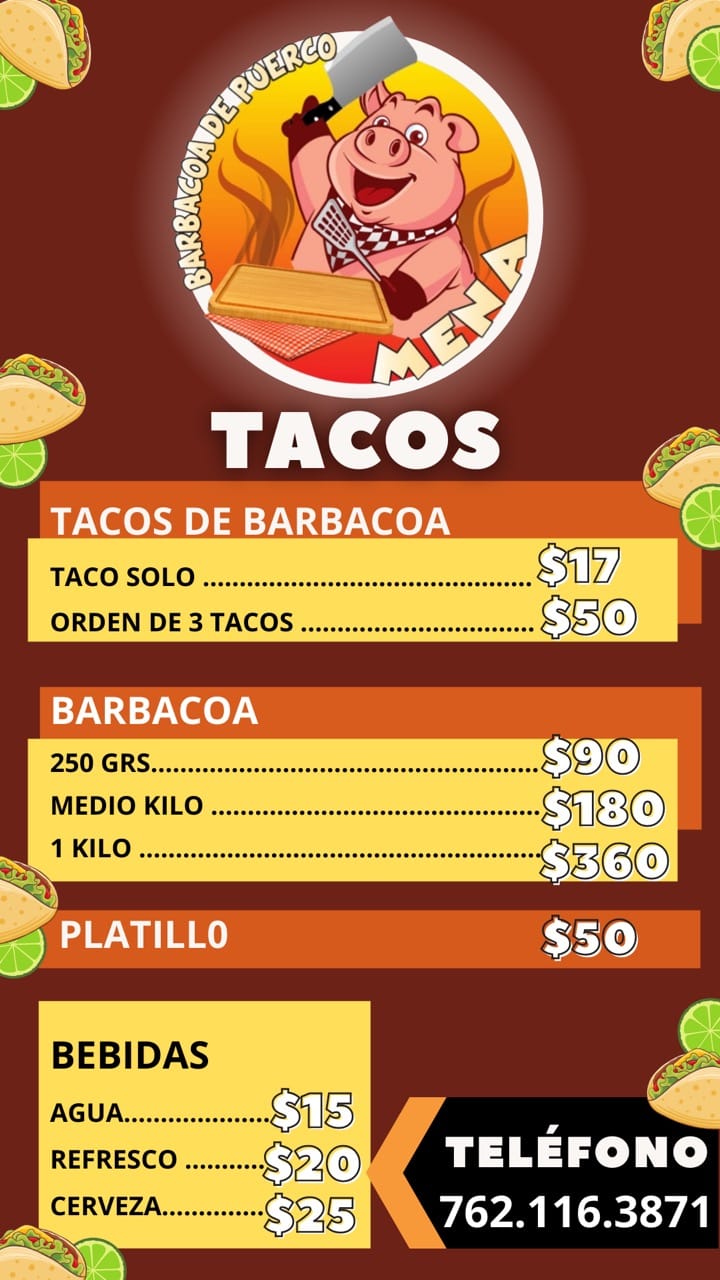 BARBACOA DE PUERCO
MENA
TACOS
TACOS DE BARBACOA
TACO SOLO ............................................. $17
ORDEN DE 3 TACOS ................................ $50
BARBACOA
250 GRS..................................................... $90
MEDIO KILO ............................................. $180
1 KILO ....................................................... $360
PLATILL0 $50
BEBIDAS
AGUA.................... $15
REFRESCO ........... $20
CERVEZA.............. $25
TELÉFONO
762.116.3871